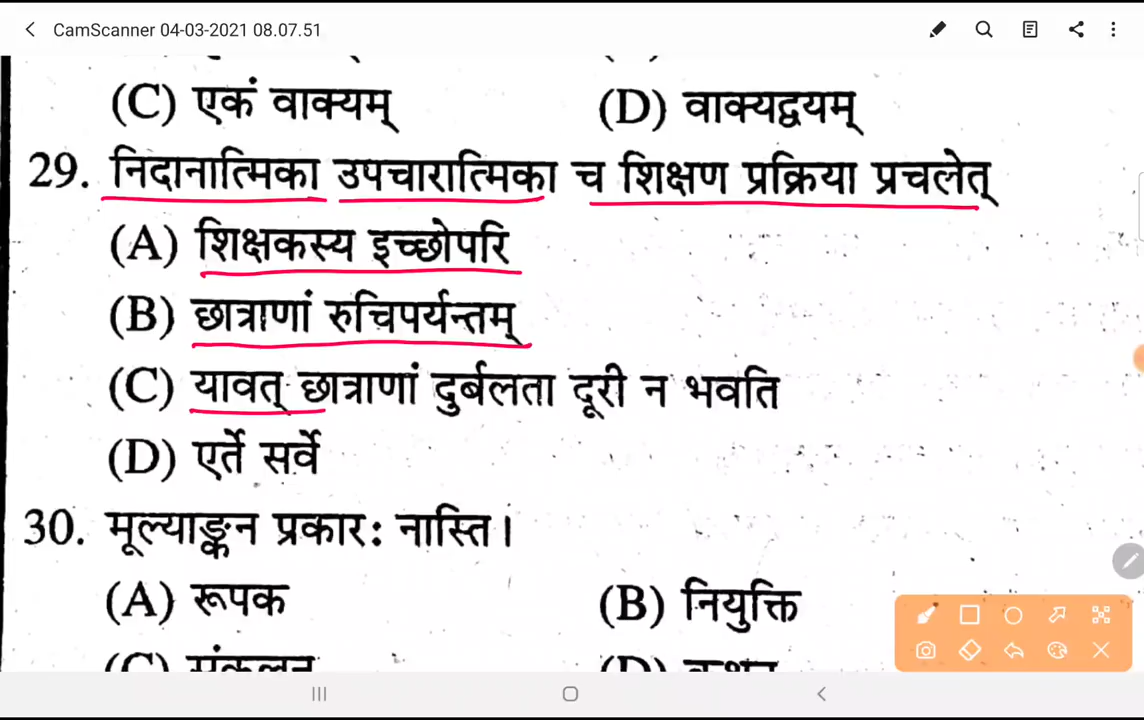 CamScanner 04-03-2021 08.07.51
(C) एकं वाक्यम् (D) वाक्यद्वयम्
29. निदानात्मिका उपचारात्मिका च शिक्षण प्रक्रिया प्रचलेत्
(A) शिक्षकस्य इच्छोपरि
(B) छात्राणां रुचिपर्यन्तम्
(C) यावत् छात्राणां दुर्बलता दूरी न भवति
(D) एर्ते सर्वे
30. मूल्याङ्कन प्रकारः नास्ति।
(A) रूपक (B) नियुक्ति
(C) (D)